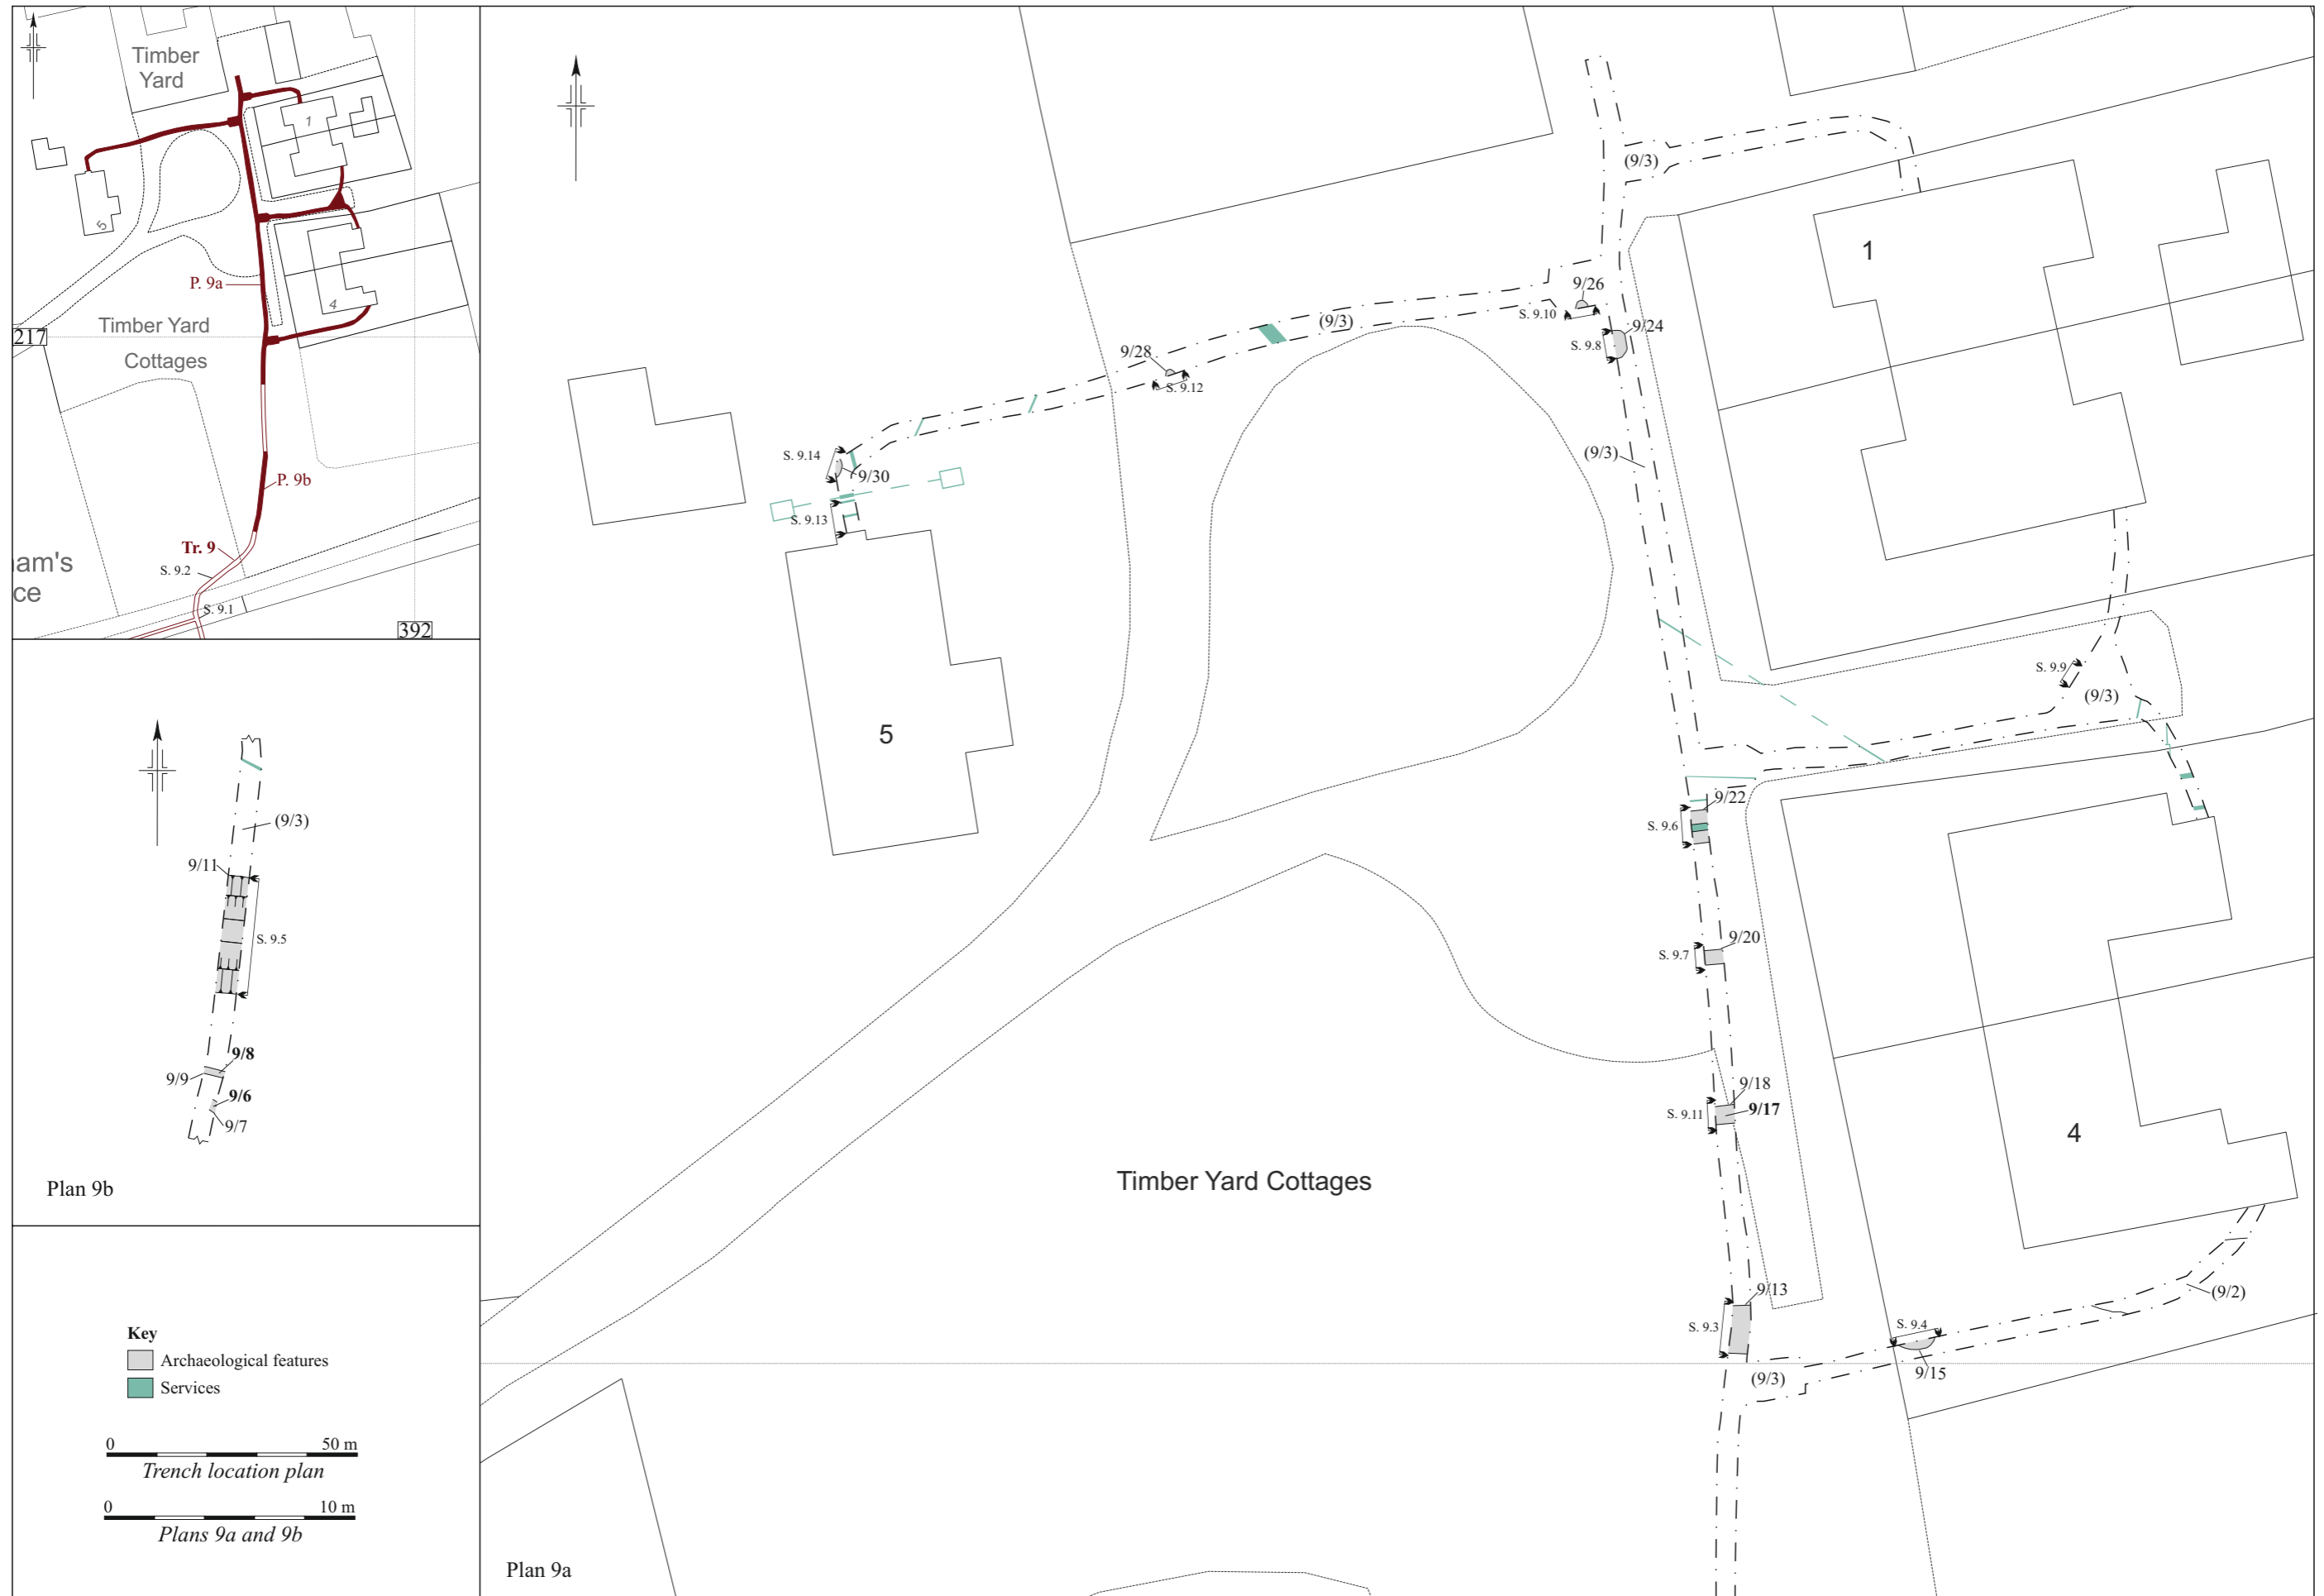 Timber
Yard
1
5
P. 9a
4
217
Timber Yard
Cottages
P. 9b
Tr. 9
S. 9.2
am's
ce
S. 9.1
392
(9/3)
9/11
S. 9.5
9/8
9/9
9/6
9/7
Plan 9b
Key
Archaeological features
Services
0 50 m
Trench location plan
0 10 m
Plans 9a and 9b
(9/3)
1
9/26
S. 9.10
(9/3)
9/24
S. 9.8
9/28
S. 9.12
S. 9.14
(9/3)
9/30
S. 9.13
S. 9.9
(9/3)
5
9/22
S. 9.6
9/20
S. 9.7
9/18
S. 9.11
9/17
4
Timber Yard Cottages
9/13
(9/2)
S. 9.3
S. 9.4
(9/3)
9/15
Plan 9a